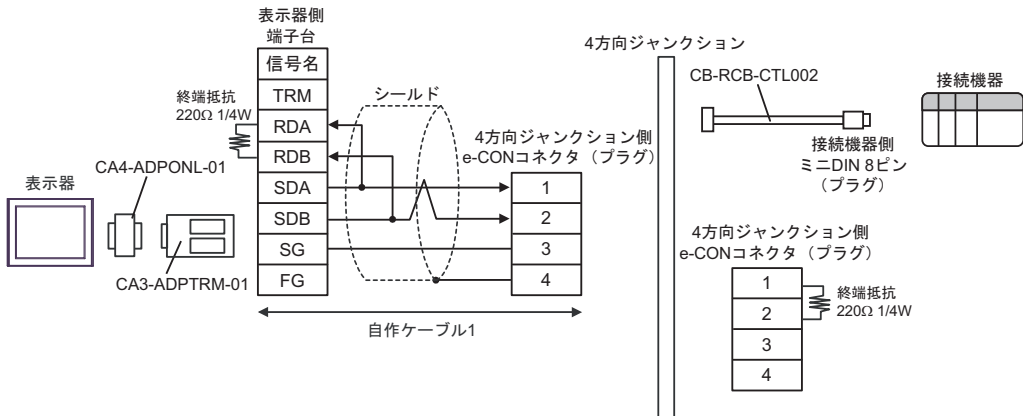 表示器側
端子台
信号名
TRM
RDA
RDB
SDA
SDB
SG
FG
終端抵抗
220Ω 1/4W
シールド
表示器
CA4-ADPONL-01
CA3-ADPTRM-01
4方向ジャンクション側
e-CONコネクタ（プラグ）
1
2
3
4
自作ケーブル1
4方向ジャンクション
CB-RCB-CTL002
接続機器側
ミニDIN 8ピン
（プラグ）
接続機器
4方向ジャンクション側
e-CONコネクタ（プラグ）
1
2
3
4
終端抵抗
220Ω 1/4W